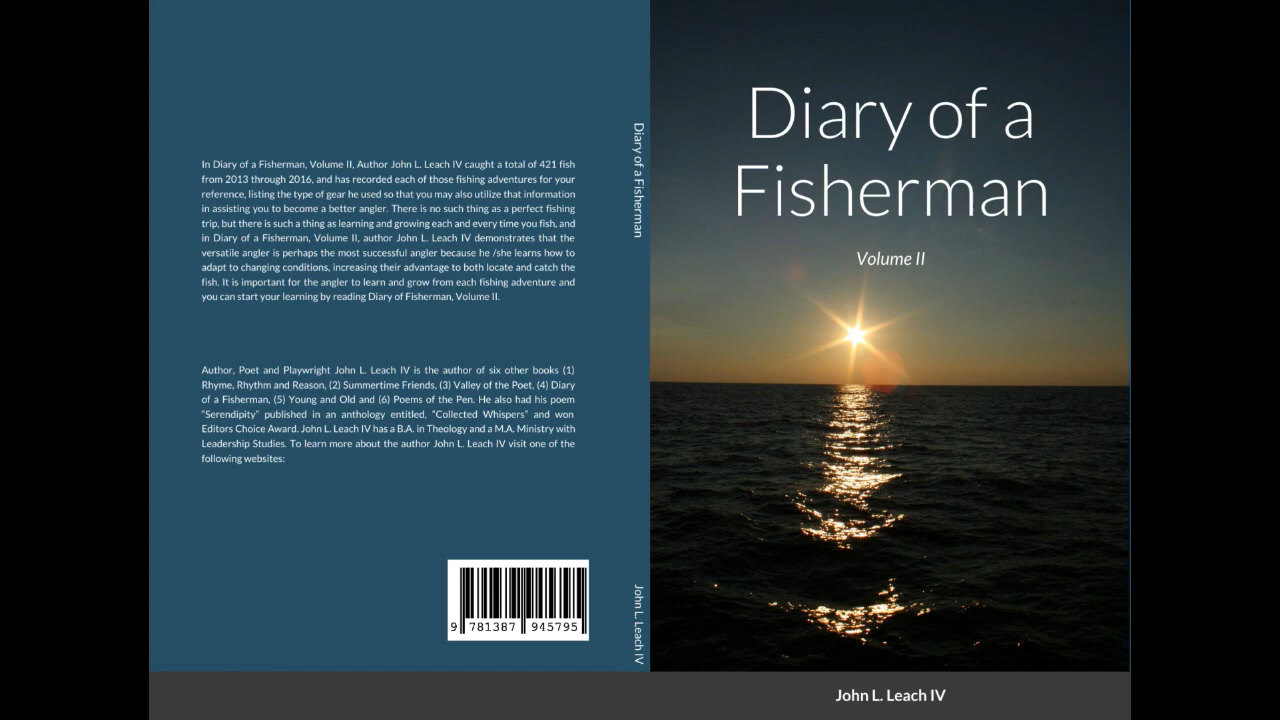 In Diary of a Fisherman, Volume II, Author John L. Leach IV caught a total of 421 fish
from 2013 through 2016, and has recorded each of those fishing adventures for your
reference, listing the type of gear he used so that you may also utilize that information
in assisting you to become a better angler. There is no such thing as a perfect fishing
trip, but there is such a thing as learning and growing each and every time you fish, and
in Diary of a Fisherman, Volume II, author John L. Leach IV demonstrates that the
versatile angler is perhaps the most successful angler because he /she learns how to
adapt to changing conditions, increasing their advantage to both locate and catch the
fish. It is important for the angler to learn and grow from each fishing adventure and
you can start your learning by reading Diary of Fisherman, Volume II.
Author, Poet and Playwright John L. Leach IV is the author of six other books (1)
Rhyme, Rhythm and Reason, (2) Summertime Friends, (3) Valley of the Poet, (4) Diary
of a Fisherman, (5) Young and Old and (6) Poems of the Pen. He also had his poem
"Serendipity" published in an anthology entitled, "Collected Whispers" and won
Editors Choice Award. John L. Leach IV has a B.A. in Theology and a M.A. Ministry with
Leadership Studies. To learn more about the author John L. Leach IV visit one of the
following websites:
9 781387 945795
Diary of a Fisherman
John L. Leach IV
Diary of a
Fisherman
Volume II
John L. Leach IV